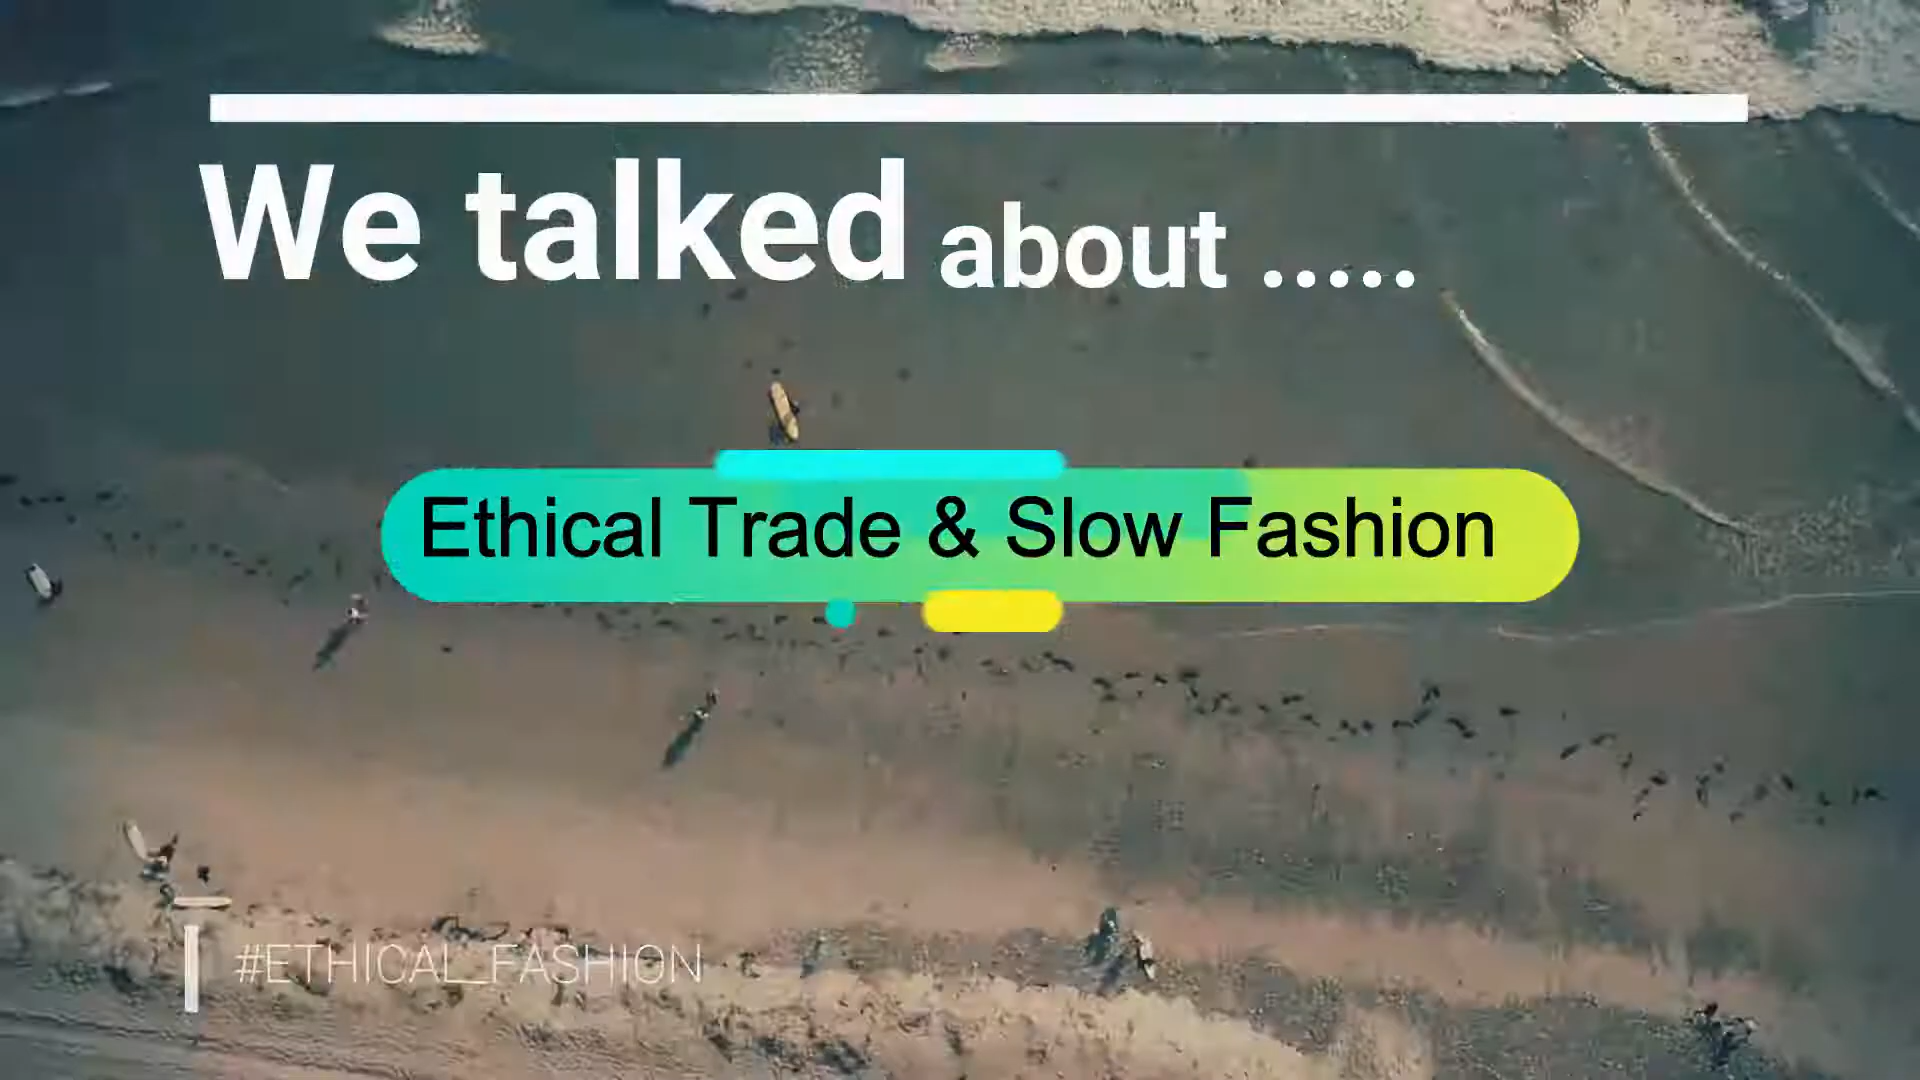 We talked about .....
Ethical Trade & Slow Fashion
#ETHICAL_FASHION